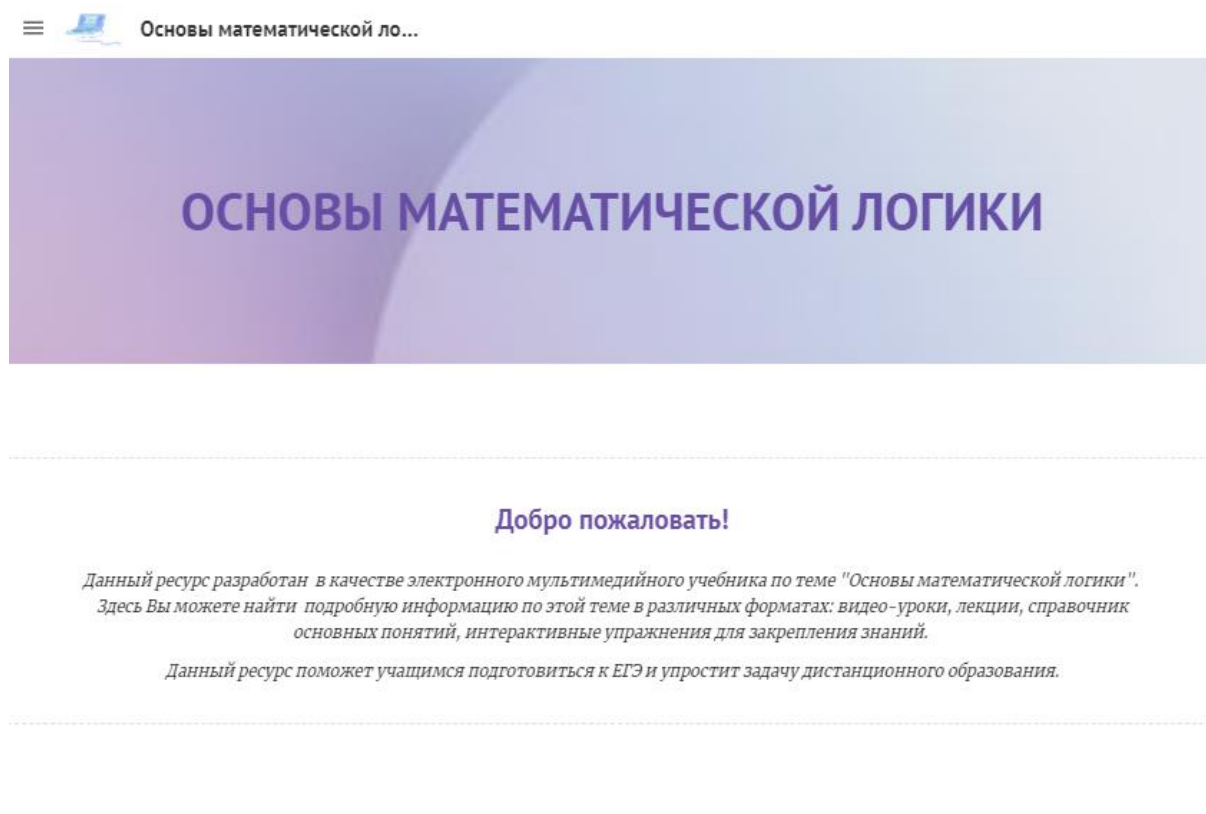 Основы математической ло...
ОСНОВЫ МАТЕМАТИЧЕСКОЙ ЛОГИКИ
Добро пожаловать!
Данный ресурс разработан в качестве электронного мультимедийного учебника по теме "Основы математической логики".
Здесь Вы можете найти подробную информацию по этой теме в различных форматах: видео-уроки, лекции, справочник
основных понятий, интерактивные упражнения для закрепления знаний.
Данный ресурс поможет учащимся подготовиться к ЕГЭ и упростит задачу дистанционного образования.